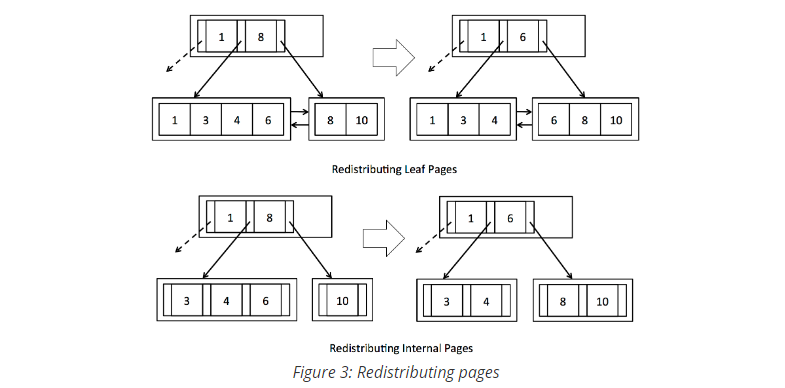 1 8 1 6
1 3 4 6 8 10 1 3 4 6 8 10
Redistributing Leaf Pages
1 8 1 6
3 4 6 10 3 4 8 10
Redistributing Internal Pages
Figure 3: Redistributing pages